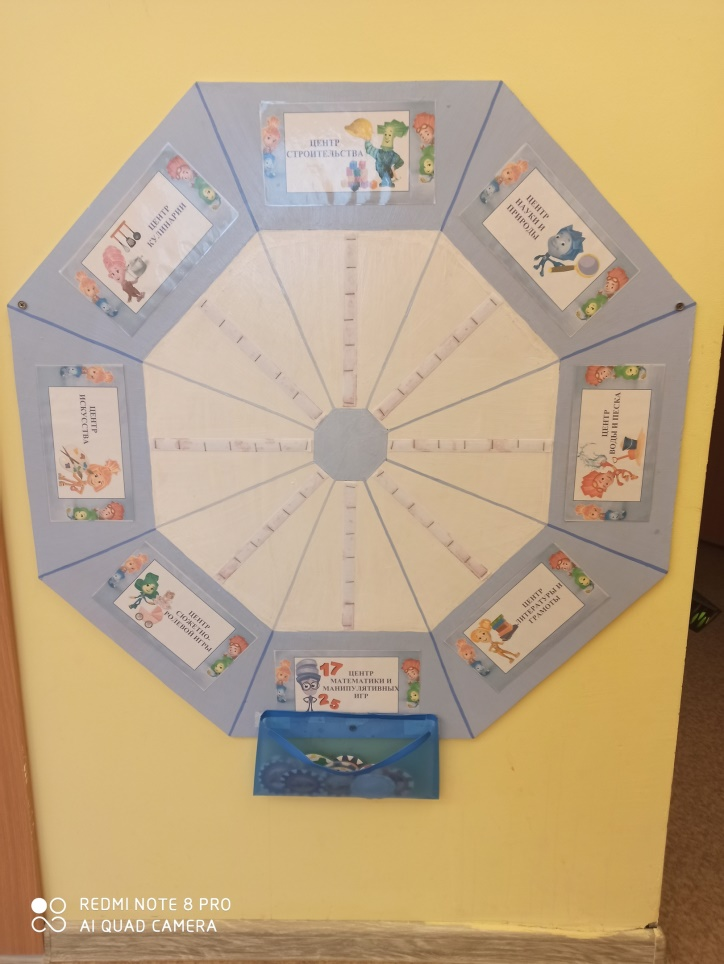 ЦЕНТР
СТРОИТЕЛЬСТВА
ЦЕНТР
НАУКИ И
ПРИРОДЫ
ЦЕНТР
ВОДЫ И ПЕСКА
ЦЕНТР
ЛИТЕРАТУРЫ И
ГРАМОТЫ
17
25
ЦЕНТР
МАТЕМАТИКИ И
МАНИПУЛЯТИВНЫХ
ИГР
ЦЕНТР
СЮЖЕТНО-
РОЛЕВОЙ ИГРЫ
ЦЕНТР
ИСКУССТВА
ЦЕНТР
КУЛИНАРИИ
REDMI NOTE 8 PRO
AI QUAD CAMERA